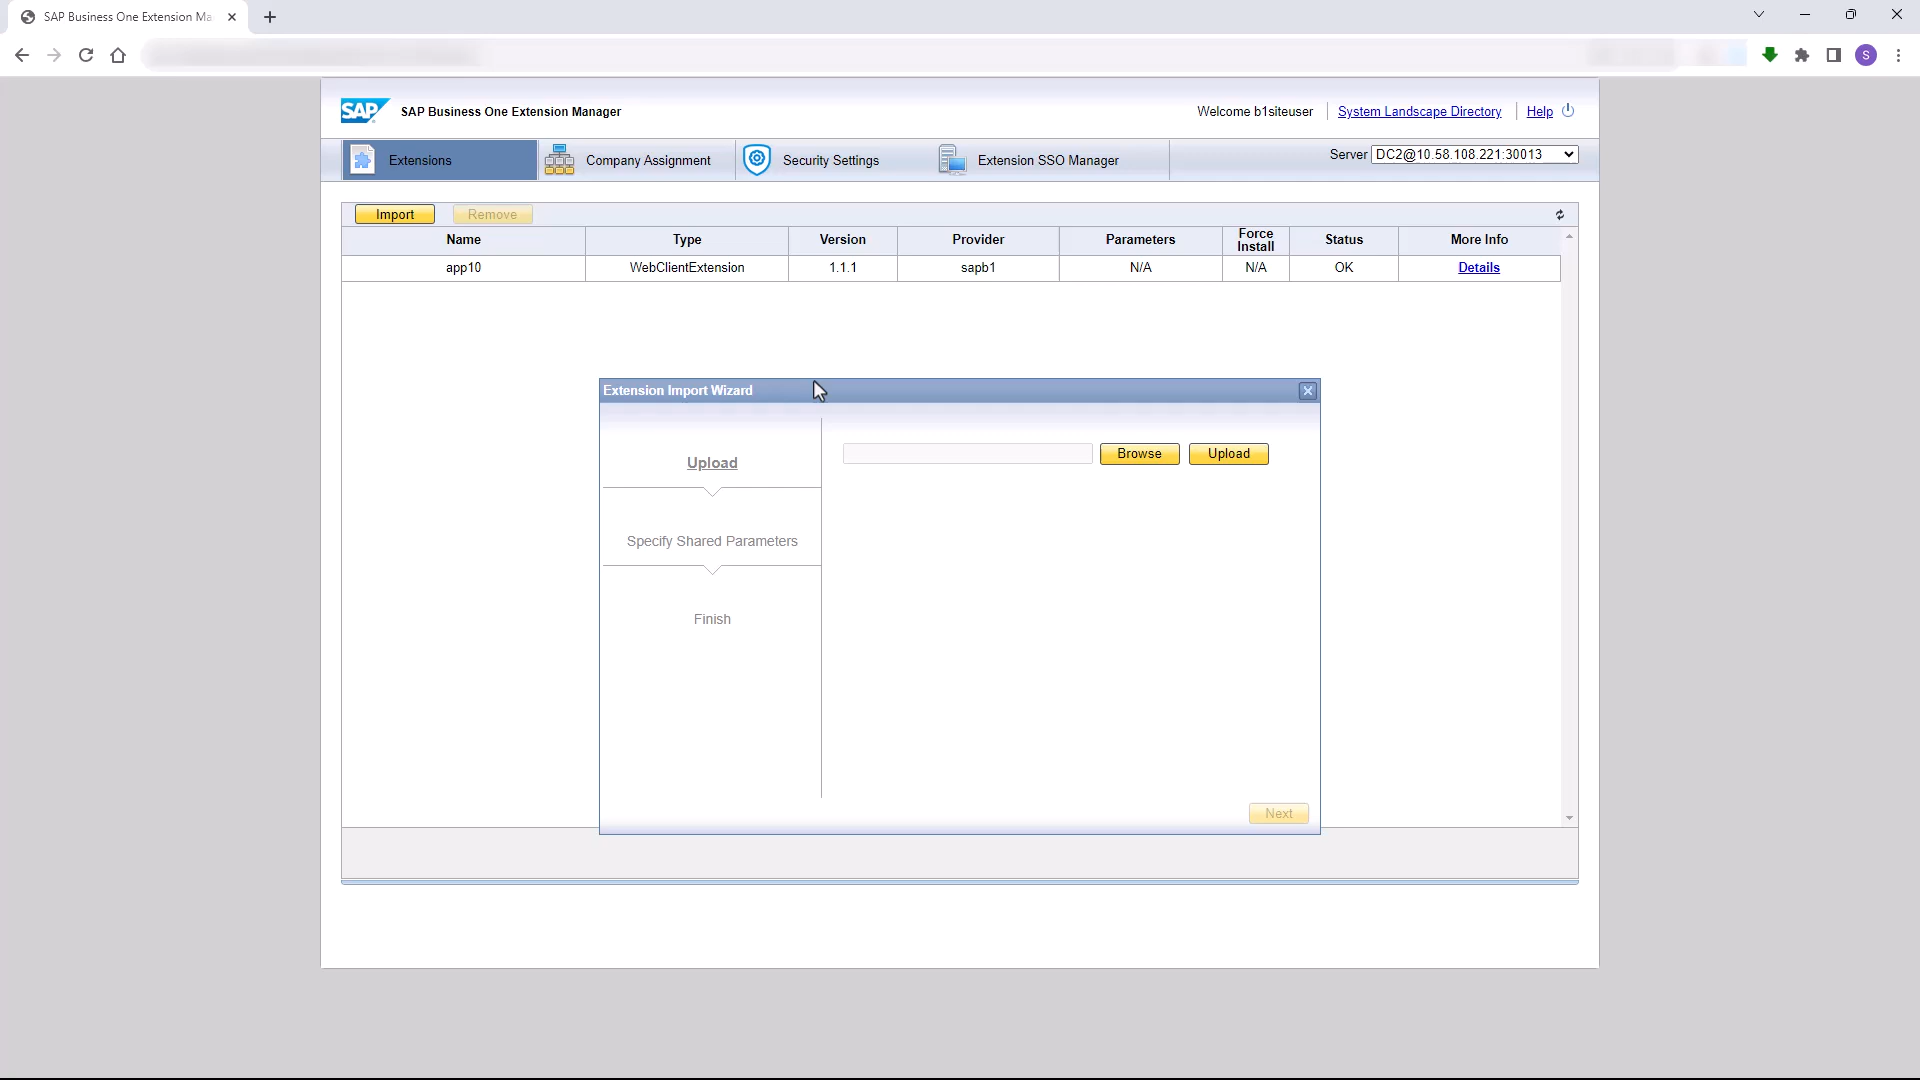 SAP Business One Extension Ma
S
SAP
SAP Business One Extension Manager
Welcome b1siteuser
System Landscape Directory
Help
Extensions
Company Assignment
Security Settings
Extension SSO Manager
Server
DC2@10.58.108.221:30013
Import
Remove
Name
Type
Version
Provider
Parameters
Force
Install
Status
More Info
app10
WebClientExtension
1.1.1
sapb1
N/A
N/A
OK
Details
Extension Import Wizard
Upload
Browse
Upload
Specify Shared Parameters
Finish
Next